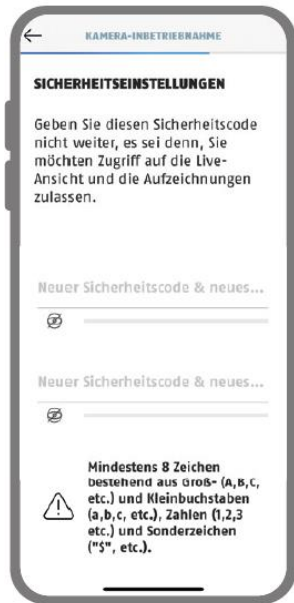 KAMERA-INBETRIEBNAHME
SICHERHEITSEINSTELLUNGEN
Geben Sie diesen Sicherheitscode
nicht weiter, es sei denn, Sie
möchten Zugriff auf die Live-
Ansicht und die Aufzeichnungen
zulassen.
Neuer Sicherheitscode & neues...
Neuer Sicherheitscode & neues...
Mindestens 8 Zeichen
bestehend aus Groß- (A,B,C,
etc.) und Kleinbuchstaben
(a,b,c, etc.), Zahlen (1,2,3
etc.) und Sonderzeichen
("$", etc.).